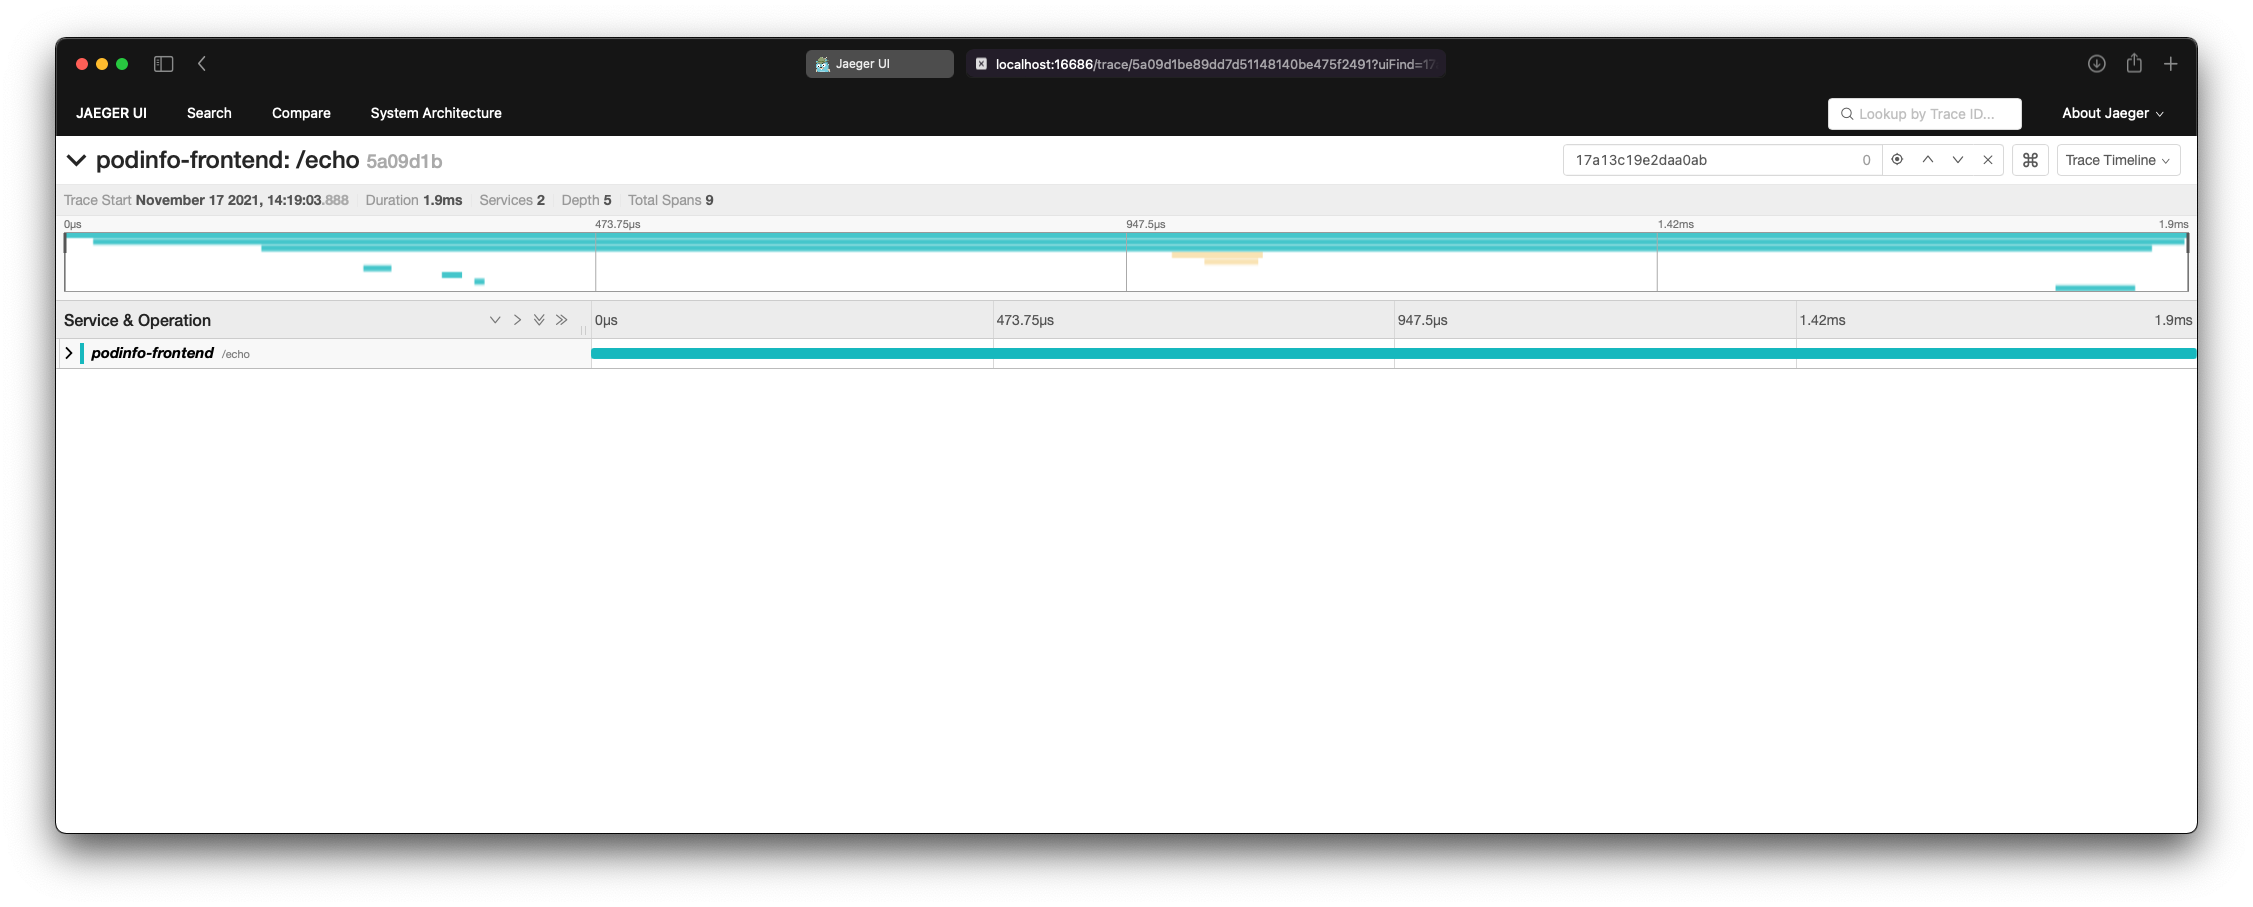 Jaeger UI
localhost:16686/trace/5a09d1be89dd7d51148140be475f2491?uiFind=17
JAEGER UI Search Compare System Architecture Lookup by Trace ID... About Jaeger
podinfo-frontend: /echo 5a09d1b 17a13c19e2daa0ab 0 ⌘ Trace Timeline
Trace Start November 17 2021, 14:19:03.888 Duration 1.9ms Services 2 Depth 5 Total Spans 9
0μs 473.75μs 947.5μs 1.42ms 1.9ms
Service & Operation 0μs 473.75μs 947.5μs 1.42ms 1.9ms
podinfo-frontend /echo